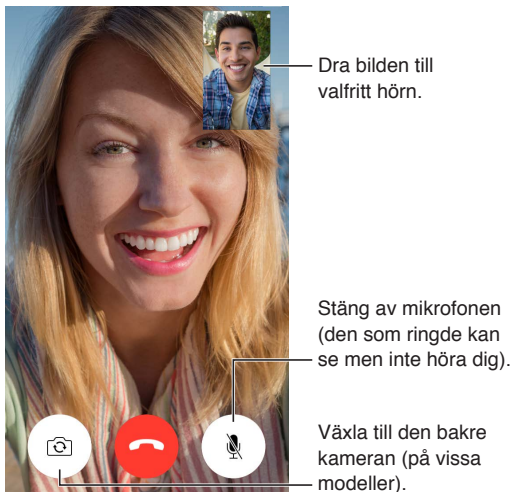 Dra bilden till
valfritt hörn.
Stäng av mikrofonen
(den som ringde kan
se men inte höra dig).
Växla till den bakre
kameran (på vissa
modeller).